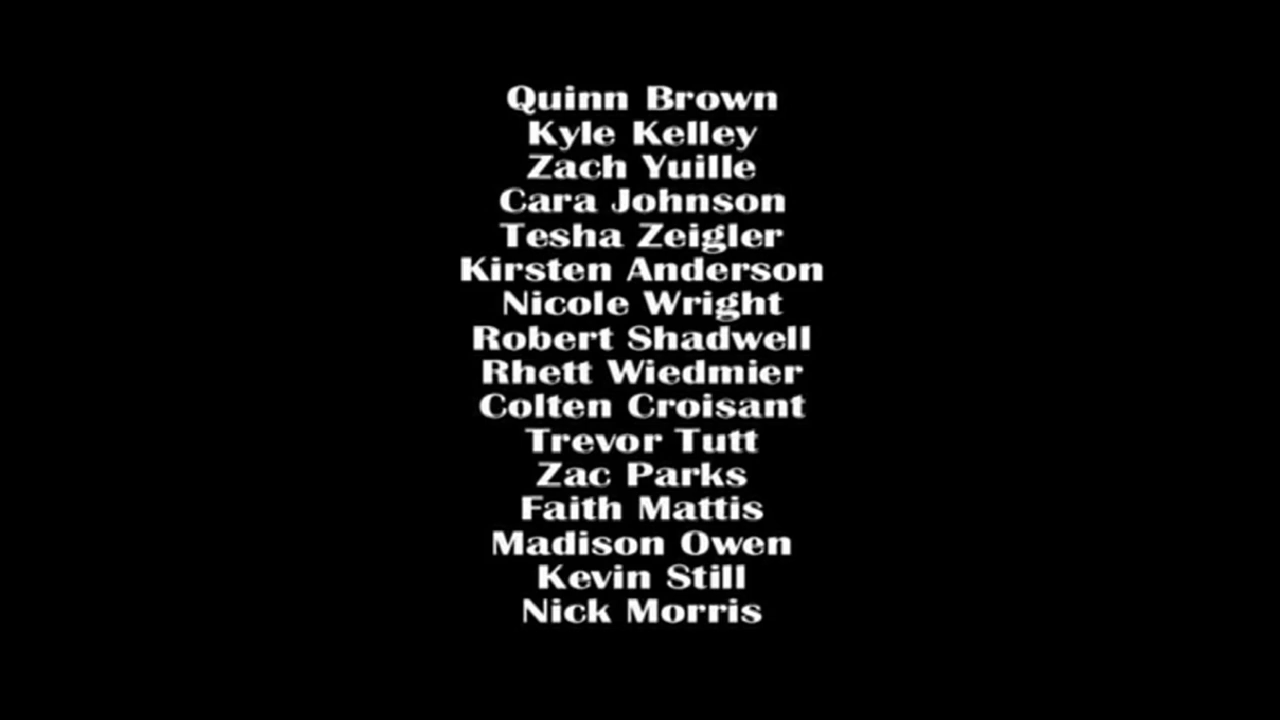 Quinn Brown
Kyle Kelley
Zach Yuille
Cara Johnson
Tesha Zeigler
Kirsten Anderson
Nicole Wright
Robert Shadwell
Rhett Wiedmier
Colten Croisant
Trevor Tutt
Zac Parks
Faith Mattis
Madison Owen
Kevin Still
Nick Morris